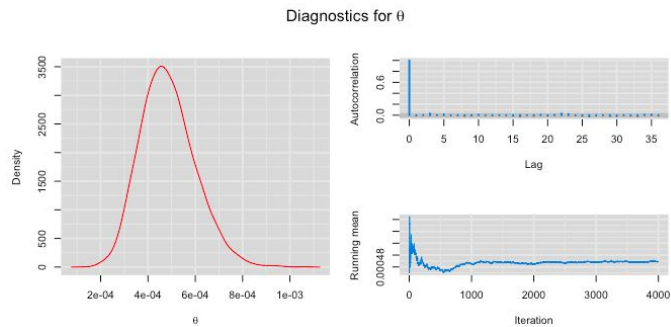 Diagnostics for θ
Density
0
500
1500
2500
3500
2e-04 4e-04 6e-04 8e-04 1e-03
θ
Autocorrelation
0.0
0.6
0 5 10 15 20 25 30 35
Lag
Running mean
0.00048
0 1000 2000 3000 4000
Iteration